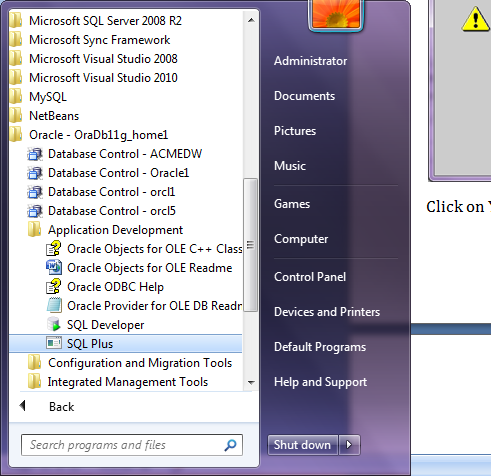 Microsoft SQL Server 2008 R2
Microsoft Sync Framework
Microsoft Visual Studio 2008
Microsoft Visual Studio 2010
MySQL
NetBeans
Oracle - OraDb11g_home1
Database Control - ACMEDW
Database Control - Oracle1
Database Control - orcl1
Database Control - orcl5
Application Development
Oracle Objects for OLE C++ Class
Oracle Objects for OLE Readme
Oracle ODBC Help
Oracle Provider for OLE DB Readn
SQL Developer
SQL Plus
Configuration and Migration Tools
Integrated Management Tools
Back
Search programs and files
Administrator
Documents
Pictures
Music
Games
Computer
Control Panel
Devices and Printers
Default Programs
Help and Support
Shut down
Click on